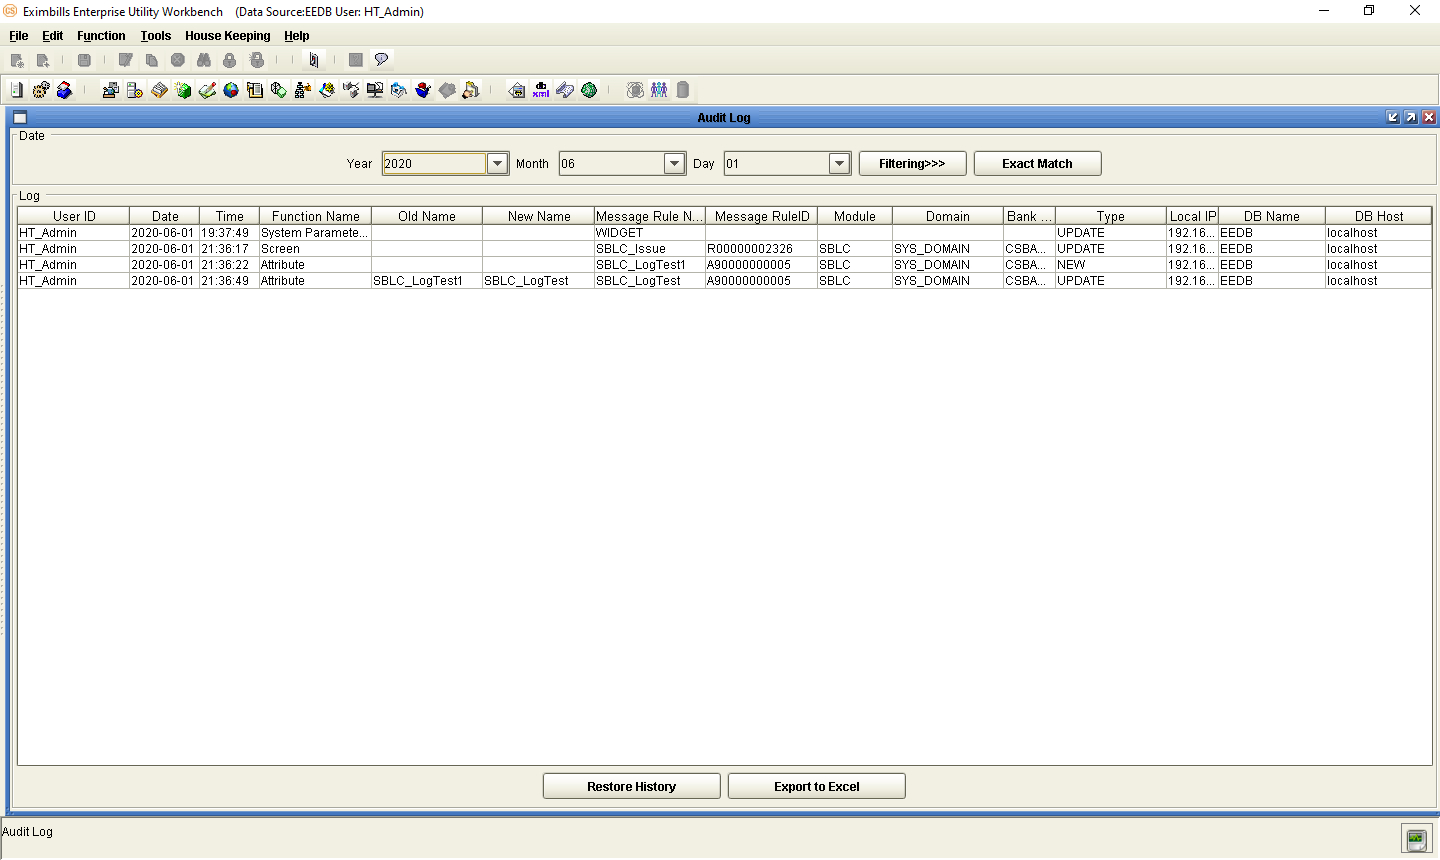 Eximbills Enterprise Utility Workbench (Data Source:EEDB User: HT_Admin)
File Edit Function Tools House Keeping Help
Audit Log
Date
Year 2020 Month 06 Day 01 Filtering>>> Exact Match
Log
User ID Date Time Function Name Old Name New Name Message Rule N... Message RuleID Module Domain Bank ... Type Local IP DB Name DB Host
HT_Admin 2020-06-01 19:37:49 System Paramete... WIDGET UPDATE 192.16... EEDB localhost
HT_Admin 2020-06-01 21:36:17 Screen SBLC_Issue R00000002326 SBLC SYS_DOMAIN CSBA... UPDATE 192.16... EEDB localhost
HT_Admin 2020-06-01 21:36:22 Attribute SBLC_LogTest1 A90000000005 SBLC SYS_DOMAIN CSBA... NEW 192.16... EEDB localhost
HT_Admin 2020-06-01 21:36:49 Attribute SBLC_LogTest1 SBLC_LogTest SBLC_LogTest A90000000005 SBLC SYS_DOMAIN CSBA... UPDATE 192.16... EEDB localhost
Restore History Export to Excel
Audit Log